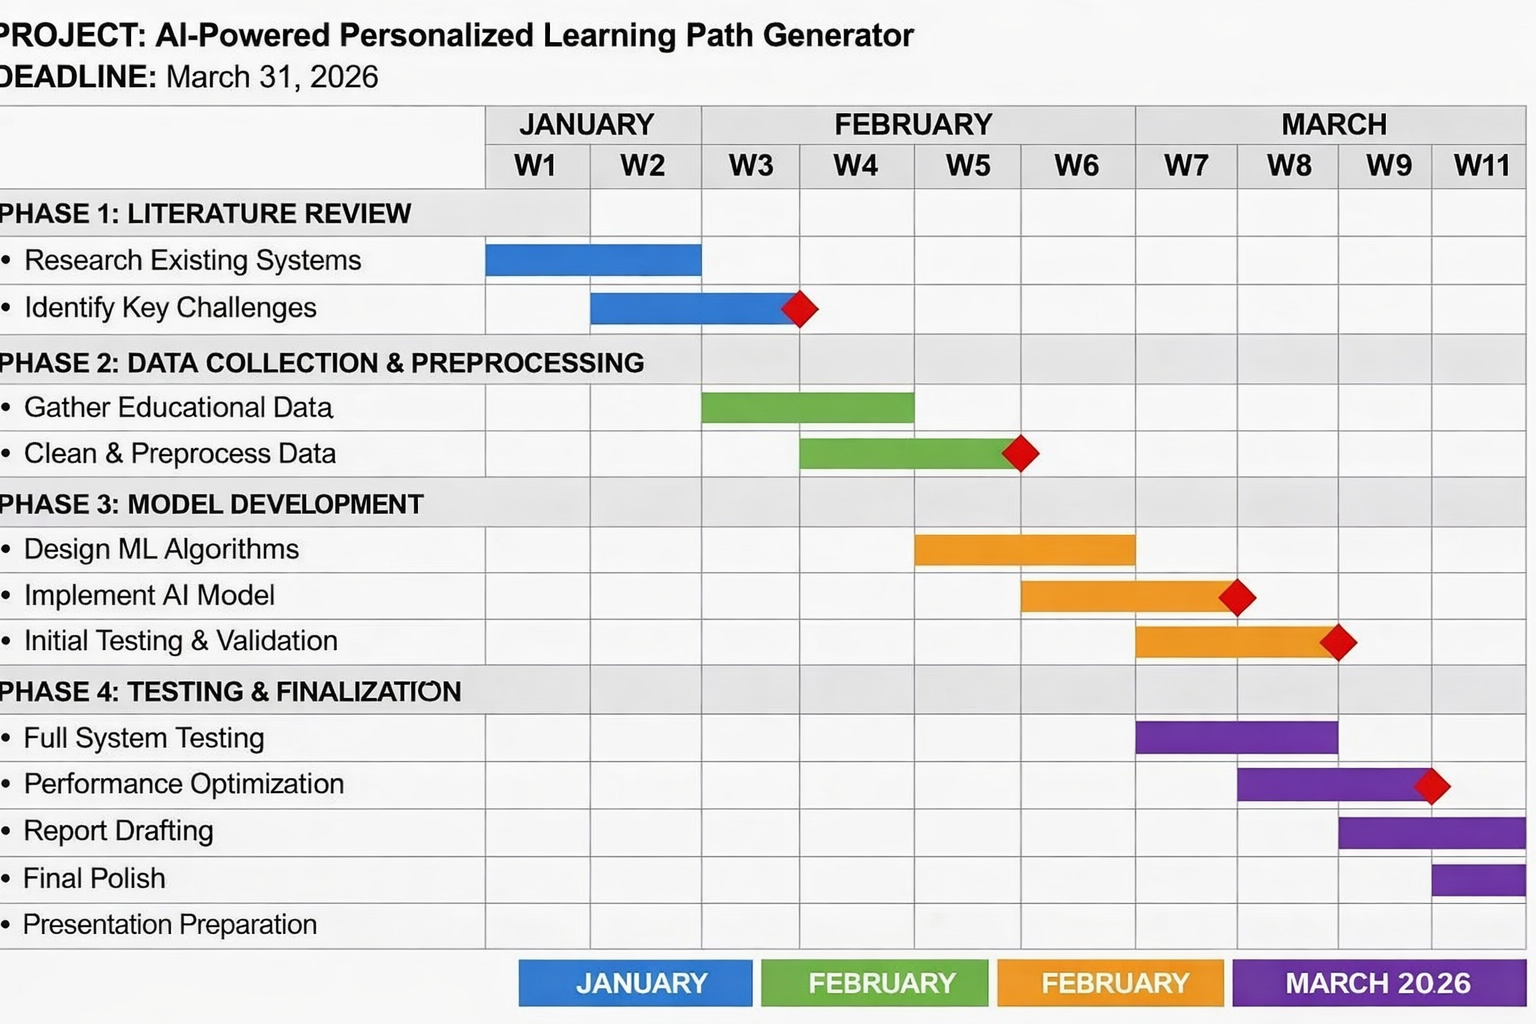 PROJECT: AI-Powered Personalized Learning Path Generator
DEADLINE: March 31, 2026
JANUARY FEBRUARY MARCH
W1 W2 W3 W4 W5 W6 W7 W8 W9 W11
PHASE 1: LITERATURE REVIEW
• Research Existing Systems
• Identify Key Challenges
PHASE 2: DATA COLLECTION & PREPROCESSING
• Gather Educational Data
• Clean & Preprocess Data
PHASE 3: MODEL DEVELOPMENT
• Design ML Algorithms
• Implement AI Model
• Initial Testing & Validation
PHASE 4: TESTING & FINALIZATION
• Full System Testing
• Performance Optimization
• Report Drafting
• Final Polish
• Presentation Preparation
JANUARY FEBRUARY FEBRUARY MARCH 2026